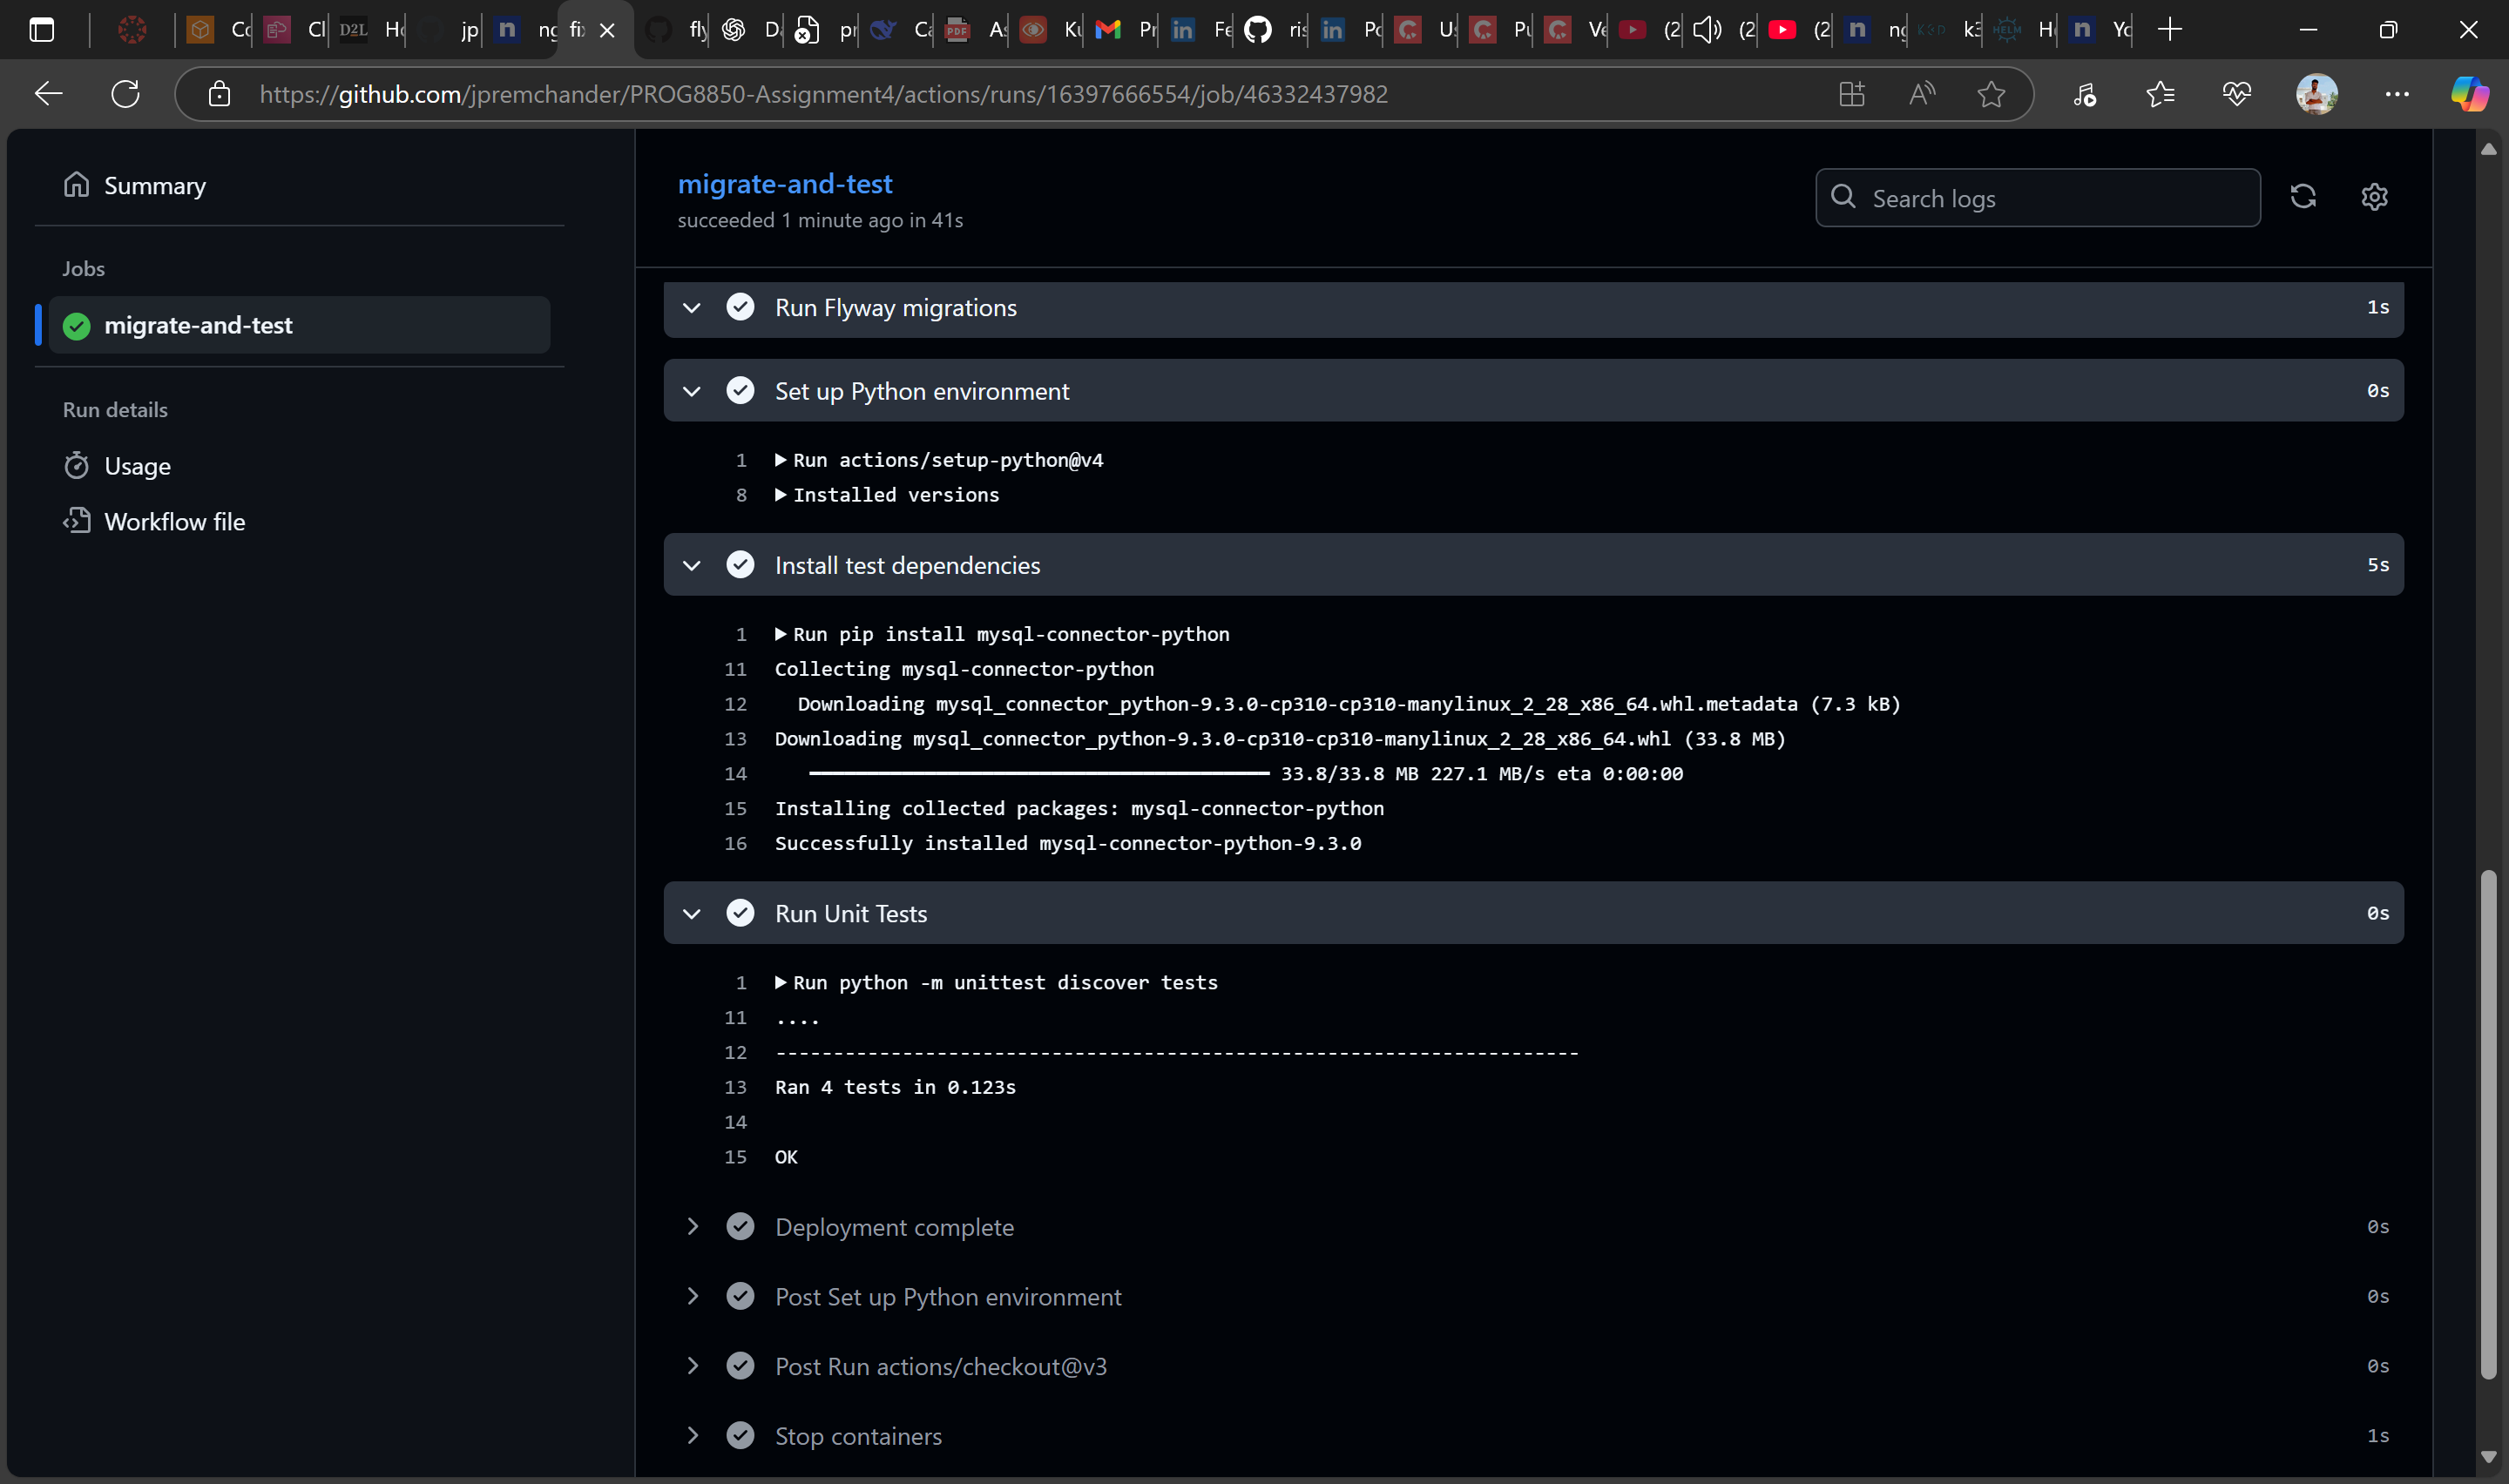 Co
Cl
D2L
Ho
jp
n
ng
fi
fly
D
pr
Ca
PDF
As
Ku
Pr
in
Fe
ris
in
Po
Us
Pu
Ve
(2
(2
(2
n
ng
K3D
k3
HELM
H
n
Yo
https://github.com/jpremchander/PROG8850-Assignment4/actions/runs/16397666554/job/46332437982
Summary
Jobs
migrate-and-test
Run details
Usage
Workflow file
migrate-and-test
succeeded 1 minute ago in 41s
Search logs
Run Flyway migrations 1s
Set up Python environment 0s
1 Run actions/setup-python@v4
8 Installed versions
Install test dependencies 5s
1 Run pip install mysql-connector-python
11 Collecting mysql-connector-python
12 Downloading mysql_connector_python-9.3.0-cp310-cp310-manylinux_2_28_x86_64.whl.metadata (7.3 kB)
13 Downloading mysql_connector_python-9.3.0-cp310-cp310-manylinux_2_28_x86_64.whl (33.8 MB)
14 ━━━━━━━━━━━━━━━━━━━━━━━━━━━━━━━━━━━━━━━━ 33.8/33.8 MB 227.1 MB/s eta 0:00:00
15 Installing collected packages: mysql-connector-python
16 Successfully installed mysql-connector-python-9.3.0
Run Unit Tests 0s
1 Run python -m unittest discover tests
11 ....
12 ----------------------------------------------------------------------
13 Ran 4 tests in 0.123s
14
15 OK
Deployment complete 0s
Post Set up Python environment 0s
Post Run actions/checkout@v3 0s
Stop containers 1s